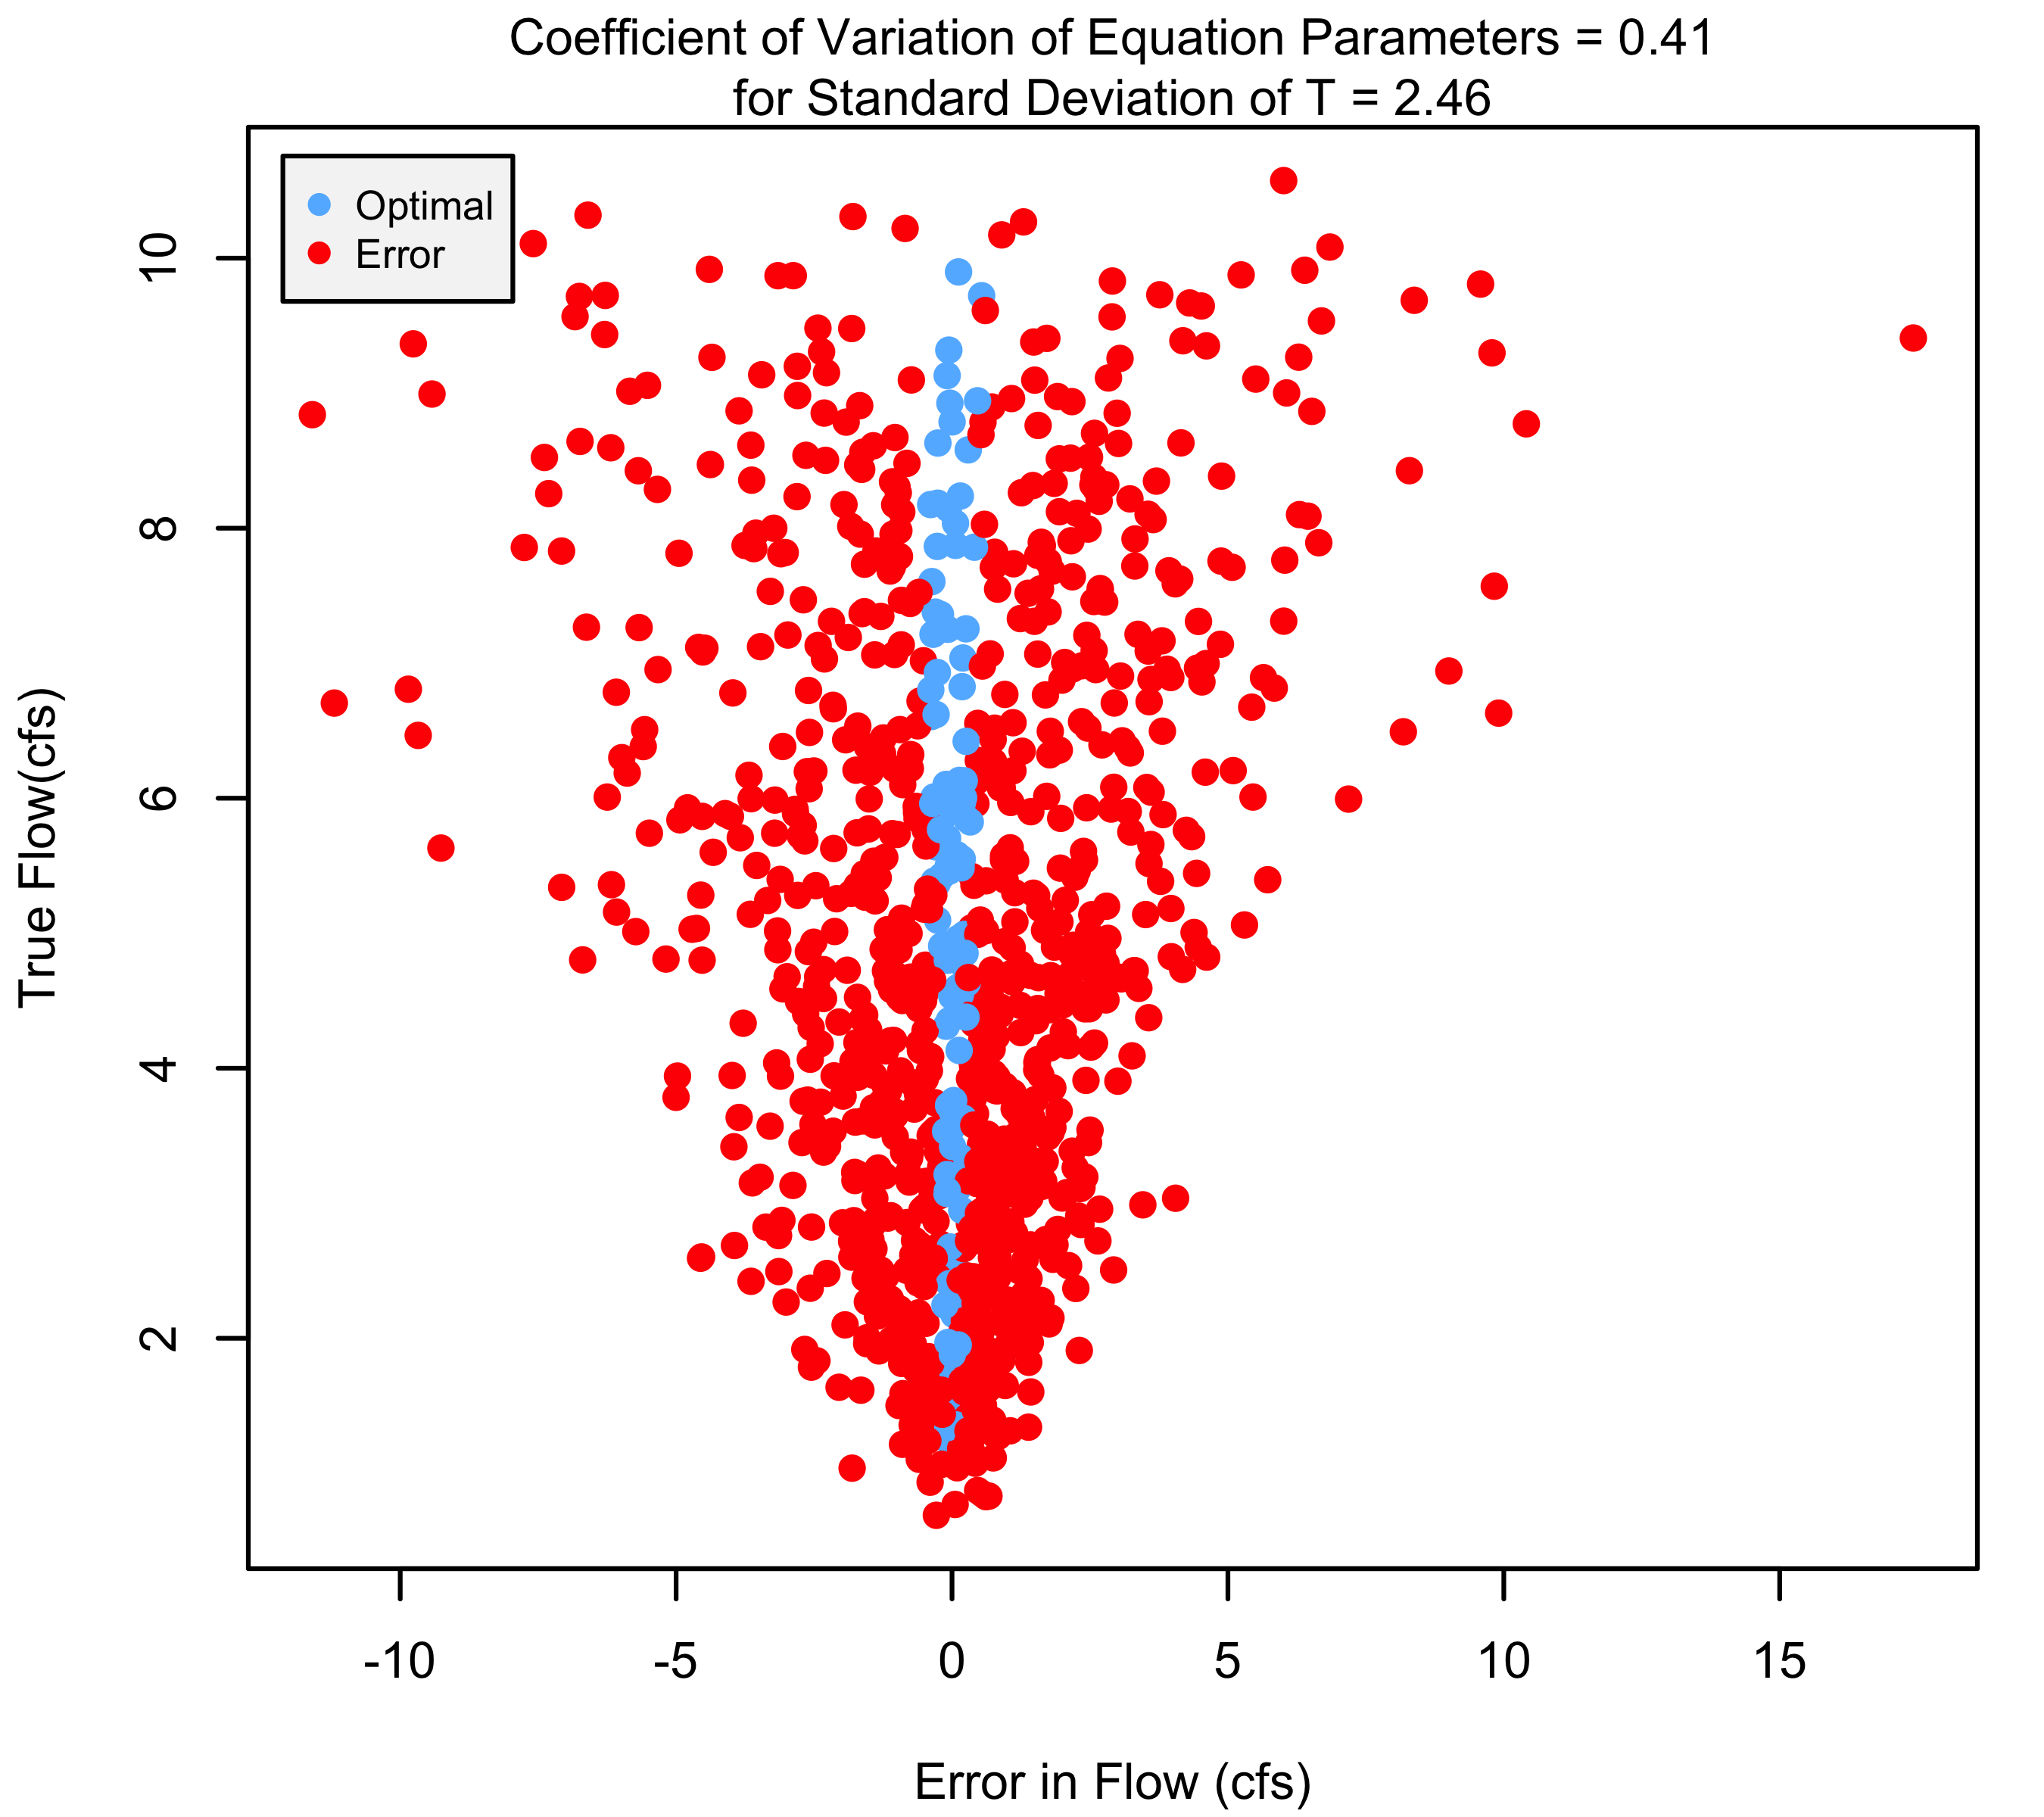 Coefficient of Variation of Equation Parameters = 0.41
for Standard Deviation of T = 2.46
Optimal
Error
True Flow(cfs)
10
8
6
4
2
-10 -5 0 5 10 15
Error in Flow (cfs)